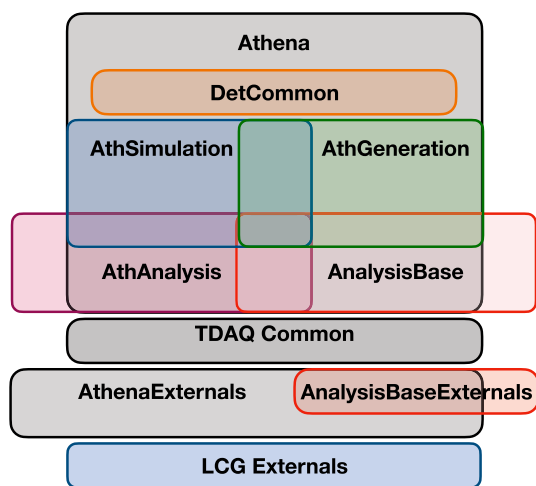 Athena
DetCommon
AthSimulation
AthGeneration
AthAnalysis
AnalysisBase
TDAQ Common
AthenaExternals
AnalysisBaseExternals
LCG Externals